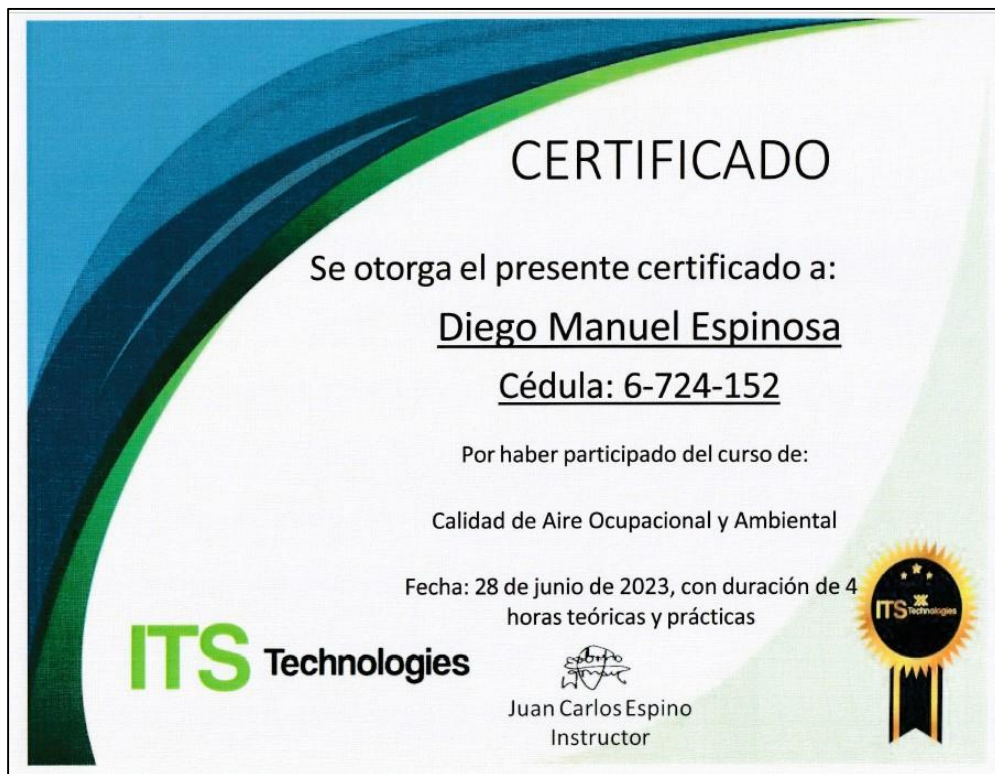 CERTIFICADO
Se otorga el presente certificado a:
Diego Manuel Espinosa
Cédula: 6-724-152
Por haber participado del curso de:
Calidad de Aire Ocupacional y Ambiental
Fecha: 28 de junio de 2023, con duración de 4
horas teóricas y prácticas
ITS Technologies
ITS Technologies
Juan Carlos Espino
Instructor